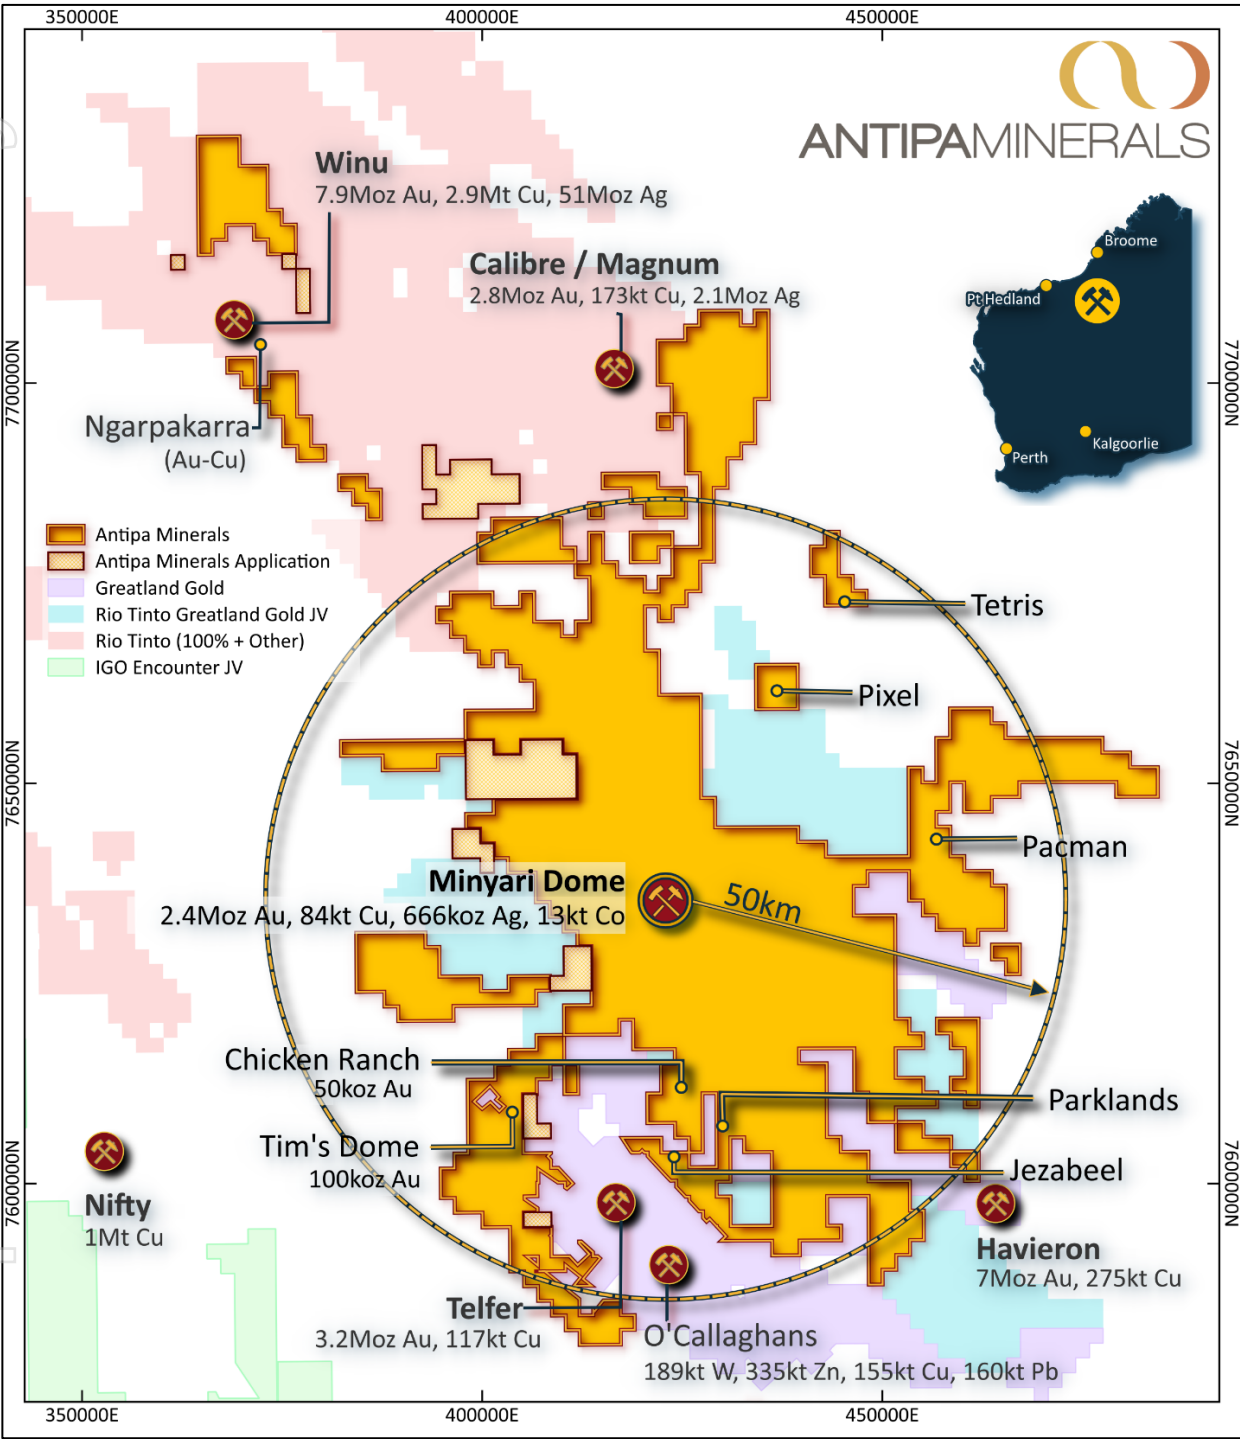 350000E
400000E
450000E
ANTIPAMINERALS
Winu
7.9Moz Au, 2.9Mt Cu, 51Moz Ag
Calibre / Magnum
2.8Moz Au, 173kt Cu, 2.1Moz Ag
Broome
Pt Hedland
Kalgoorlie
Perth
7700000N
7700000N
Ngarpakarra
(Au-Cu)
Antipa Minerals
Antipa Minerals Application
Greatland Gold
Rio Tinto Greatland Gold JV
Rio Tinto (100% + Other)
IGO Encounter JV
Tetris
Pixel
7650000N
7650000N
Pacman
Minyari Dome
2.4Moz Au, 84kt Cu, 666koz Ag, 13kt Co
50km
Chicken Ranch
50koz Au
Parklands
Tim's Dome
100koz Au
Jezabeel
7600000N
7600000N
Nifty
1Mt Cu
Havieron
7Moz Au, 275kt Cu
Telfer
3.2Moz Au, 117kt Cu
O'Callaghans
189kt W, 335kt Zn, 155kt Cu, 160kt Pb
350000E
400000E
450000E